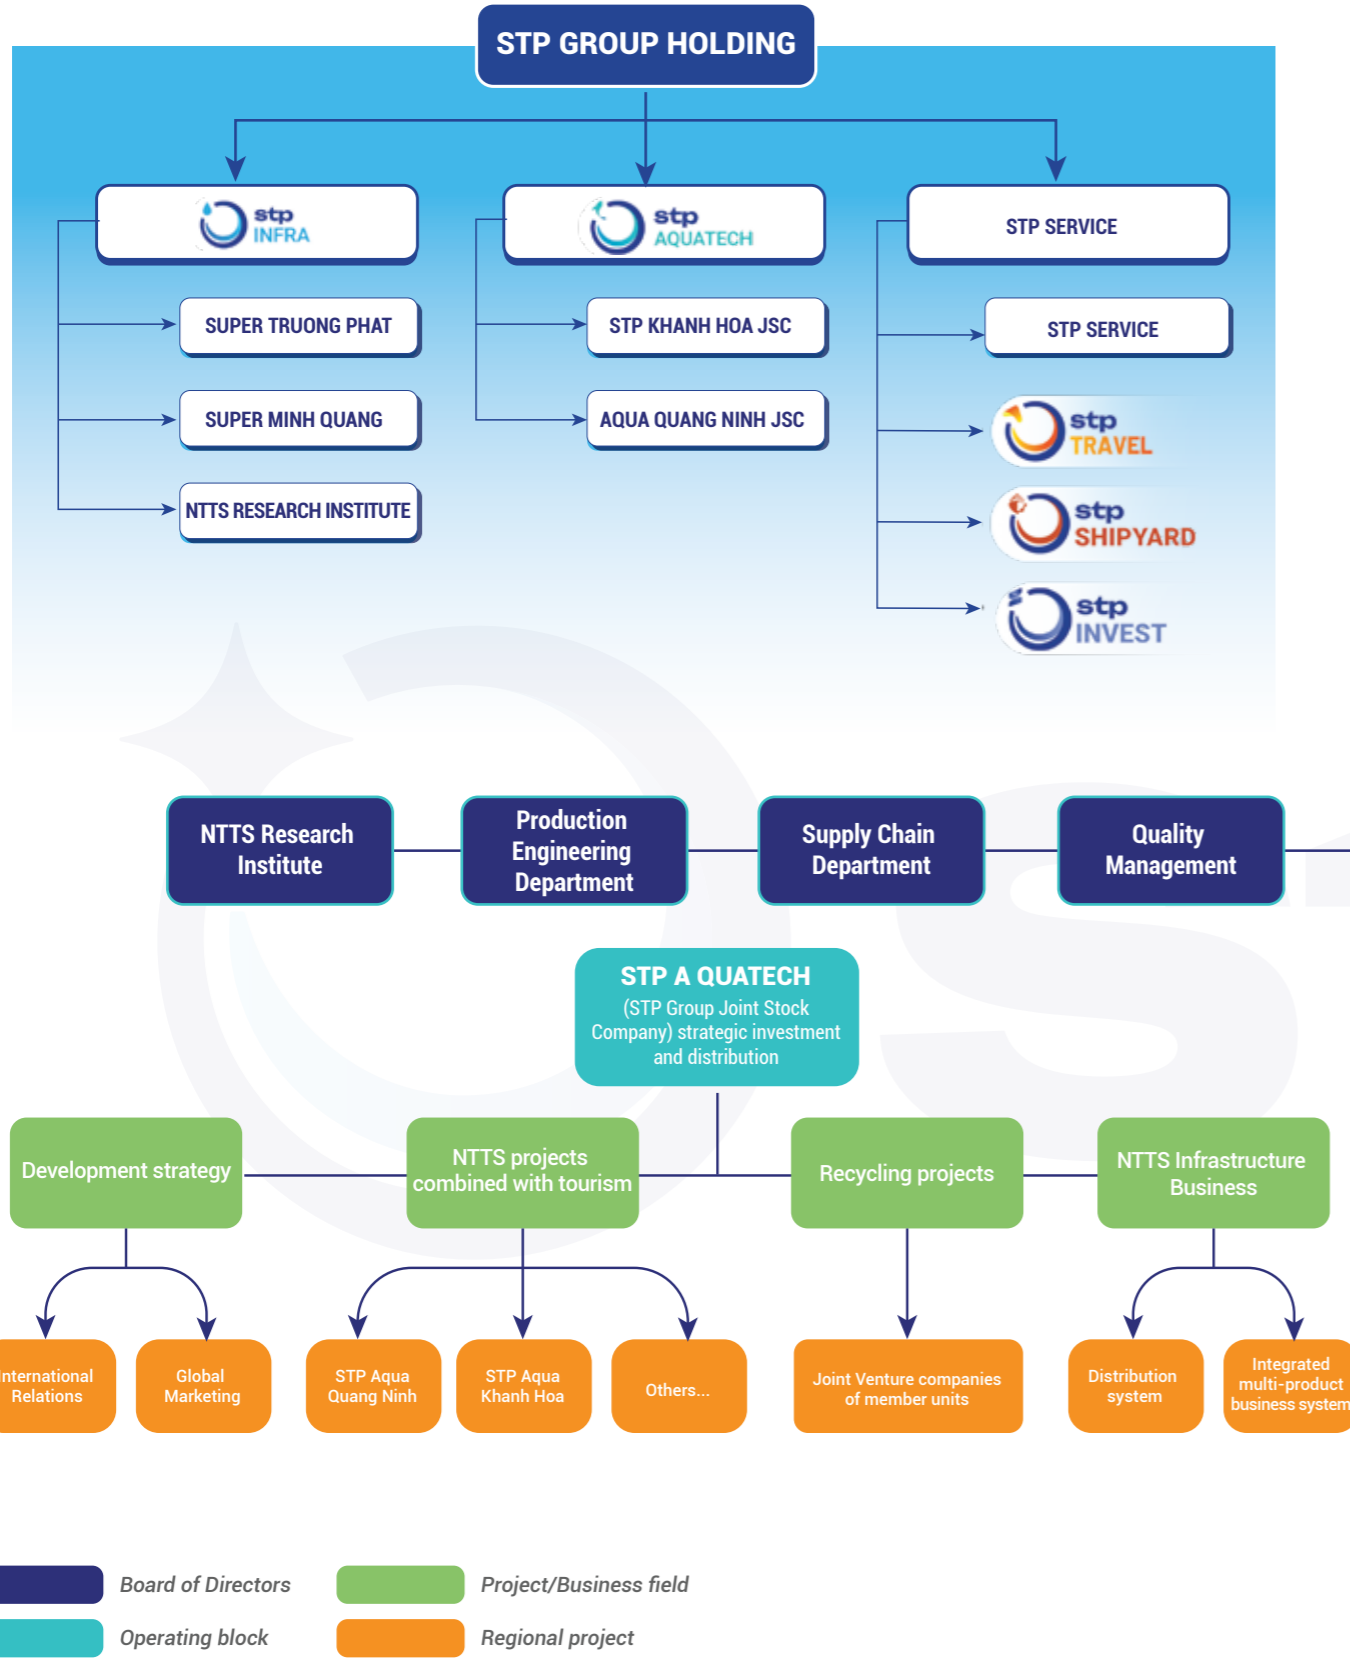 STP GROUP HOLDING
stp
INFRA
stp
AQUATECH
STP SERVICE
SUPER TRUONG PHAT
STP KHANH HOA JSC
STP SERVICE
SUPER MINH QUANG
AQUA QUANG NINH JSC
stp
TRAVEL
NTTS RESEARCH INSTITUTE
stp
SHIPYARD
stp
INVEST
NTTS Research
Institute
Production
Engineering
Department
Supply Chain
Department
Quality
Management
STP A QUATECH
(STP Group Joint Stock
Company) strategic investment
and distribution
Development strategy
NTTS projects
combined with tourism
Recycling projects
NTTS Infrastructure
Business
International
Relations
Global
Marketing
STP Aqua
Quang Ninh
STP Aqua
Khanh Hoa
Others...
Joint Venture companies
of member units
Distribution
system
Integrated
multi-product
business system
Board of Directors
Project/Business field
Operating block
Regional project